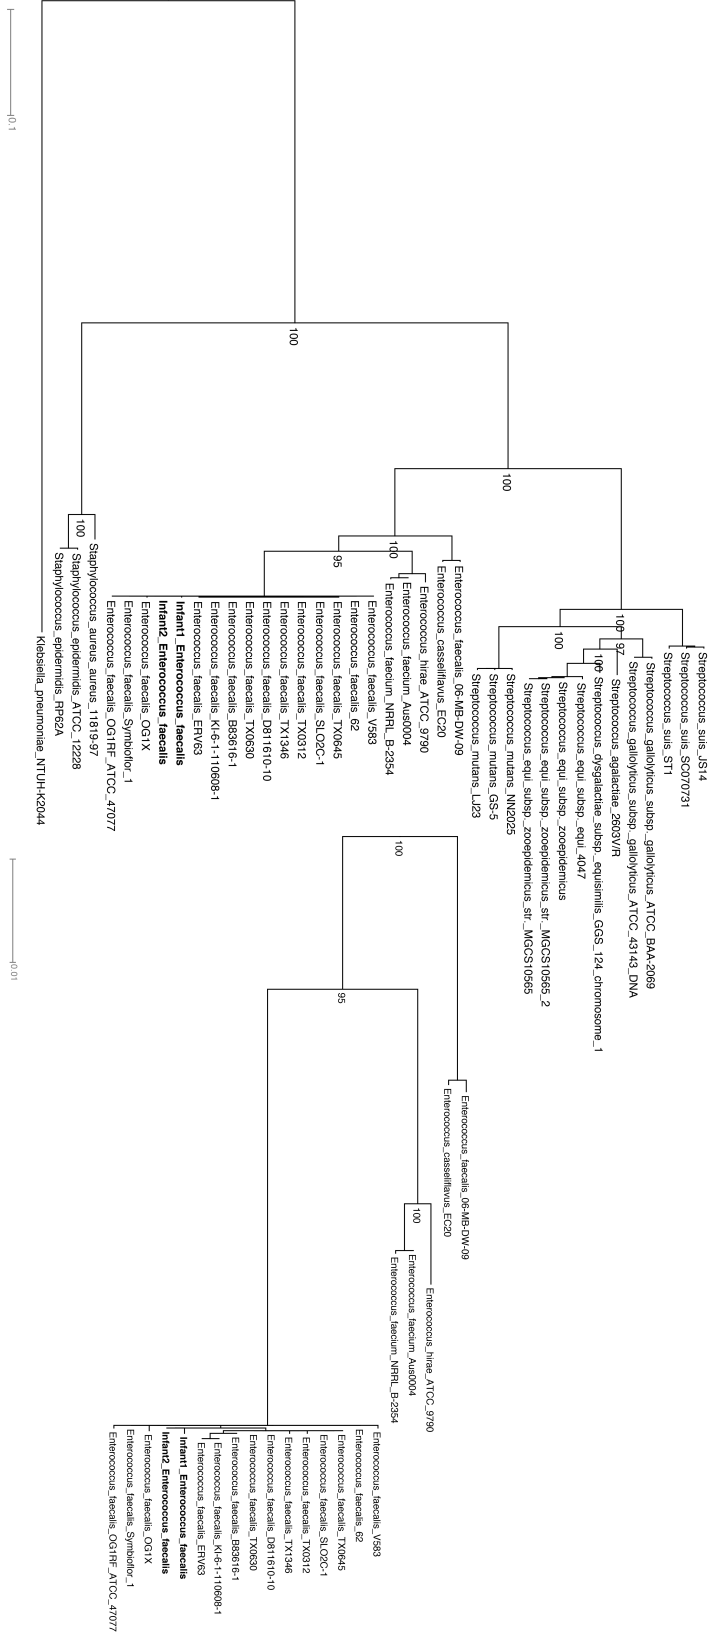 Streptococcus_suis_JS14
Streptococcus_suis_SC070731
Streptococcus_suis_ST1
Streptococcus_gallolyticus_subsp._gallolyticus_ATCC_BAA-2069
Streptococcus_gallolyticus_subsp._gallolyticus_ATCC_43143_DNA
Streptococcus_agalactiae_2603V/R
Streptococcus_dysgalactiae_subsp._equisimilis_GGS_124_chromosome_1
Streptococcus_equi_subsp._equi_4047
Streptococcus_equi_subsp._zooepidemicus
Streptococcus_equi_subsp._zooepidemicus_str._MGCS10565_2
Streptococcus_equi_subsp._zooepidemicus_str._MGCS10565
Streptococcus_mutans_NN2025
Streptococcus_mutans_GS-5
Streptococcus_mutans_LJ23
Enterococcus_faecalis_06-MB-DW-09
Enterococcus_casseliflavus_EC20
Enterococcus_hirae_ATCC_9790
Enterococcus_faecium_Aus0004
Enterococcus_faecium_NRRL_B-2354
Enterococcus_faecalis_V583
Enterococcus_faecalis_62
Enterococcus_faecalis_TX0645
Enterococcus_faecalis_SLO2C-1
Enterococcus_faecalis_TX0312
Enterococcus_faecalis_TX1346
Enterococcus_faecalis_D811610-10
Enterococcus_faecalis_TX0630
Enterococcus_faecalis_B83616-1
Enterococcus_faecalis_KI-6-1-110608-1
Enterococcus_faecalis_ERV63
Infant1_Enterococcus_faecalis
Infant2_Enterococcus_faecalis
Enterococcus_faecalis_OG1X
Enterococcus_faecalis_Symbioflor_1
Enterococcus_faecalis_OG1RF_ATCC_47077
Staphylococcus_aureus_aureus_11819-97
Staphylococcus_epidermidis_ATCC_12228
Staphylococcus_epidermidis_RP62A
Klebsiella_pneumoniae_NTUH-K2044
100
97
100
100
100
100
95
100
100
0.1
Enterococcus_faecalis_06-MB-DW-09
Enterococcus_casseliflavus_EC20
Enterococcus_hirae_ATCC_9790
Enterococcus_faecium_Aus0004
Enterococcus_faecium_NRRL_B-2354
Enterococcus_faecalis_V583
Enterococcus_faecalis_62
Enterococcus_faecalis_TX0645
Enterococcus_faecalis_SLO2C-1
Enterococcus_faecalis_TX0312
Enterococcus_faecalis_TX1346
Enterococcus_faecalis_D811610-10
Enterococcus_faecalis_TX0630
Enterococcus_faecalis_B83616-1
Enterococcus_faecalis_KI-6-1-110608-1
Enterococcus_faecalis_ERV63
Infant1_Enterococcus_faecalis
Infant2_Enterococcus_faecalis
Enterococcus_faecalis_OG1X
Enterococcus_faecalis_Symbioflor_1
Enterococcus_faecalis_OG1RF_ATCC_47077
100
95
100
0.01